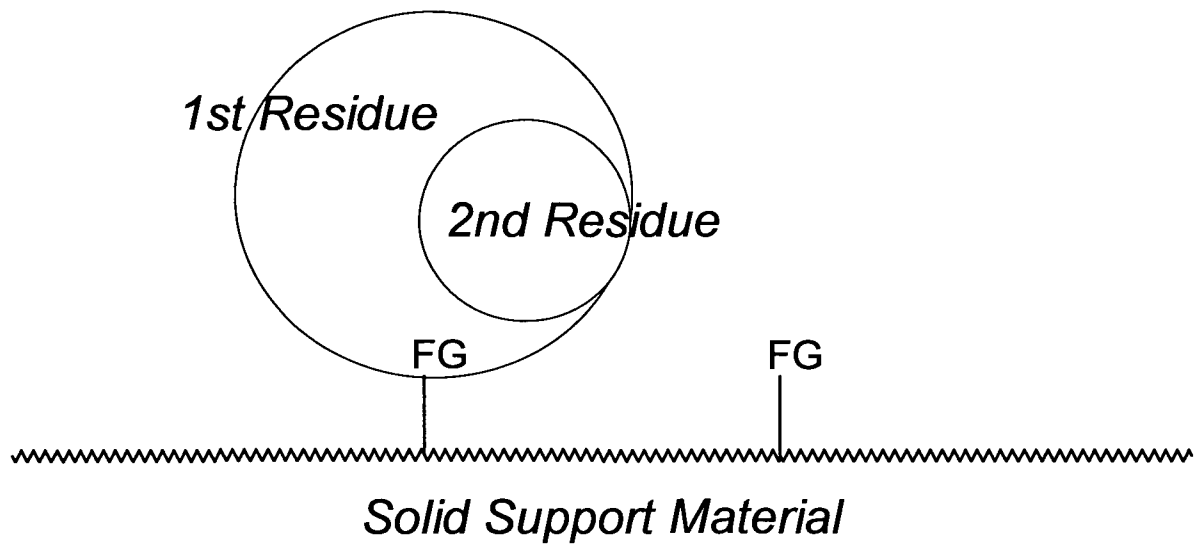 1st Residue
2nd Residue
FG
FG
Solid Support Material